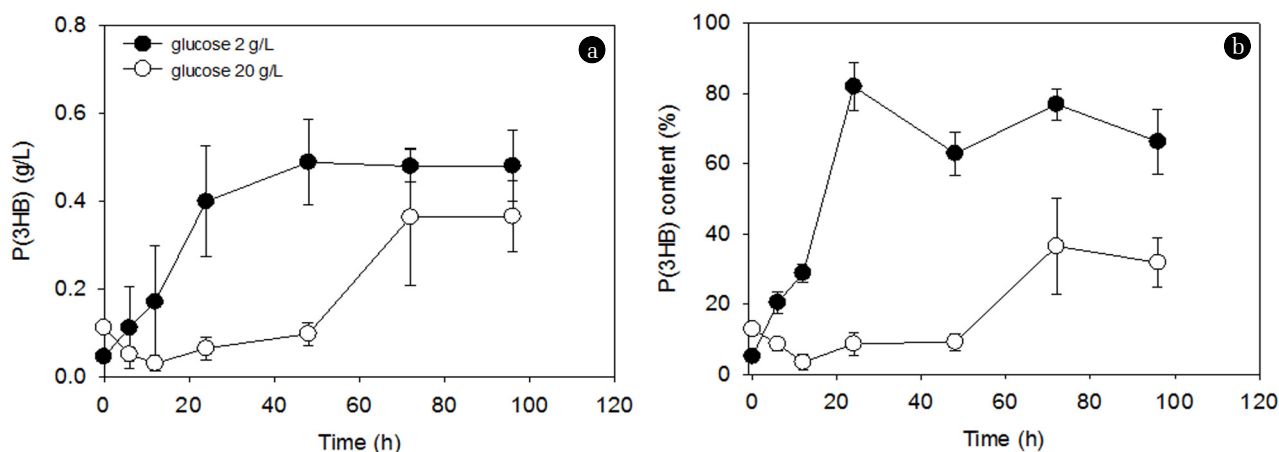 a
glucose 2 g/L
glucose 20 g/L
P(3HB) (g/L)
0.8
0.6
0.4
0.2
0.0
0 20 40 60 80 100 120
Time (h)
b
P(3HB) content (%)
100
80
60
40
20
0
0 20 40 60 80 100 120
Time (h)